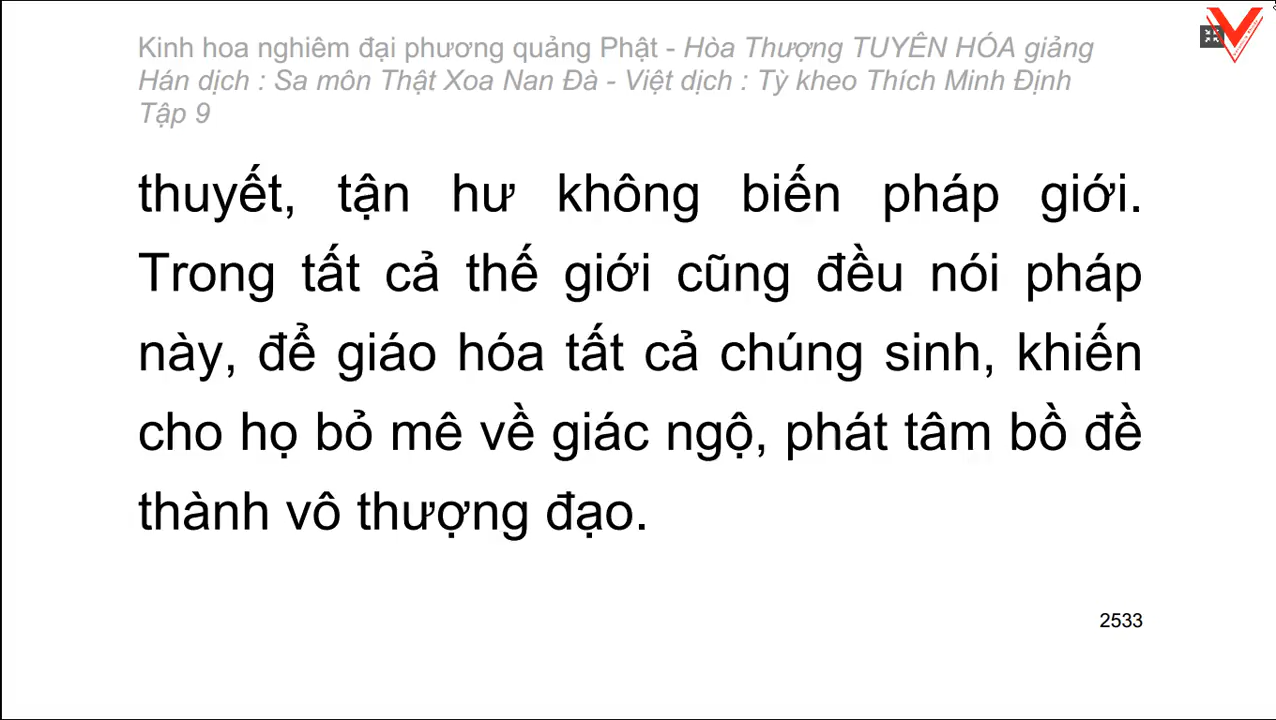 Kinh hoa nghiêm đại phương quảng Phật - Hòa Thượng TUYÊN HÓA giảng
Hán dịch : Sa môn Thật Xoa Nan Đà - Việt dịch : Tỳ kheo Thích Minh Định
Tập 9
thuyết, tận hư không biến pháp giới.
Trong tất cả thế giới cũng đều nói pháp
này, để giáo hóa tất cả chúng sinh, khiến
cho họ bỏ mê về giác ngộ, phát tâm bồ đề
thành vô thượng đạo.
2533